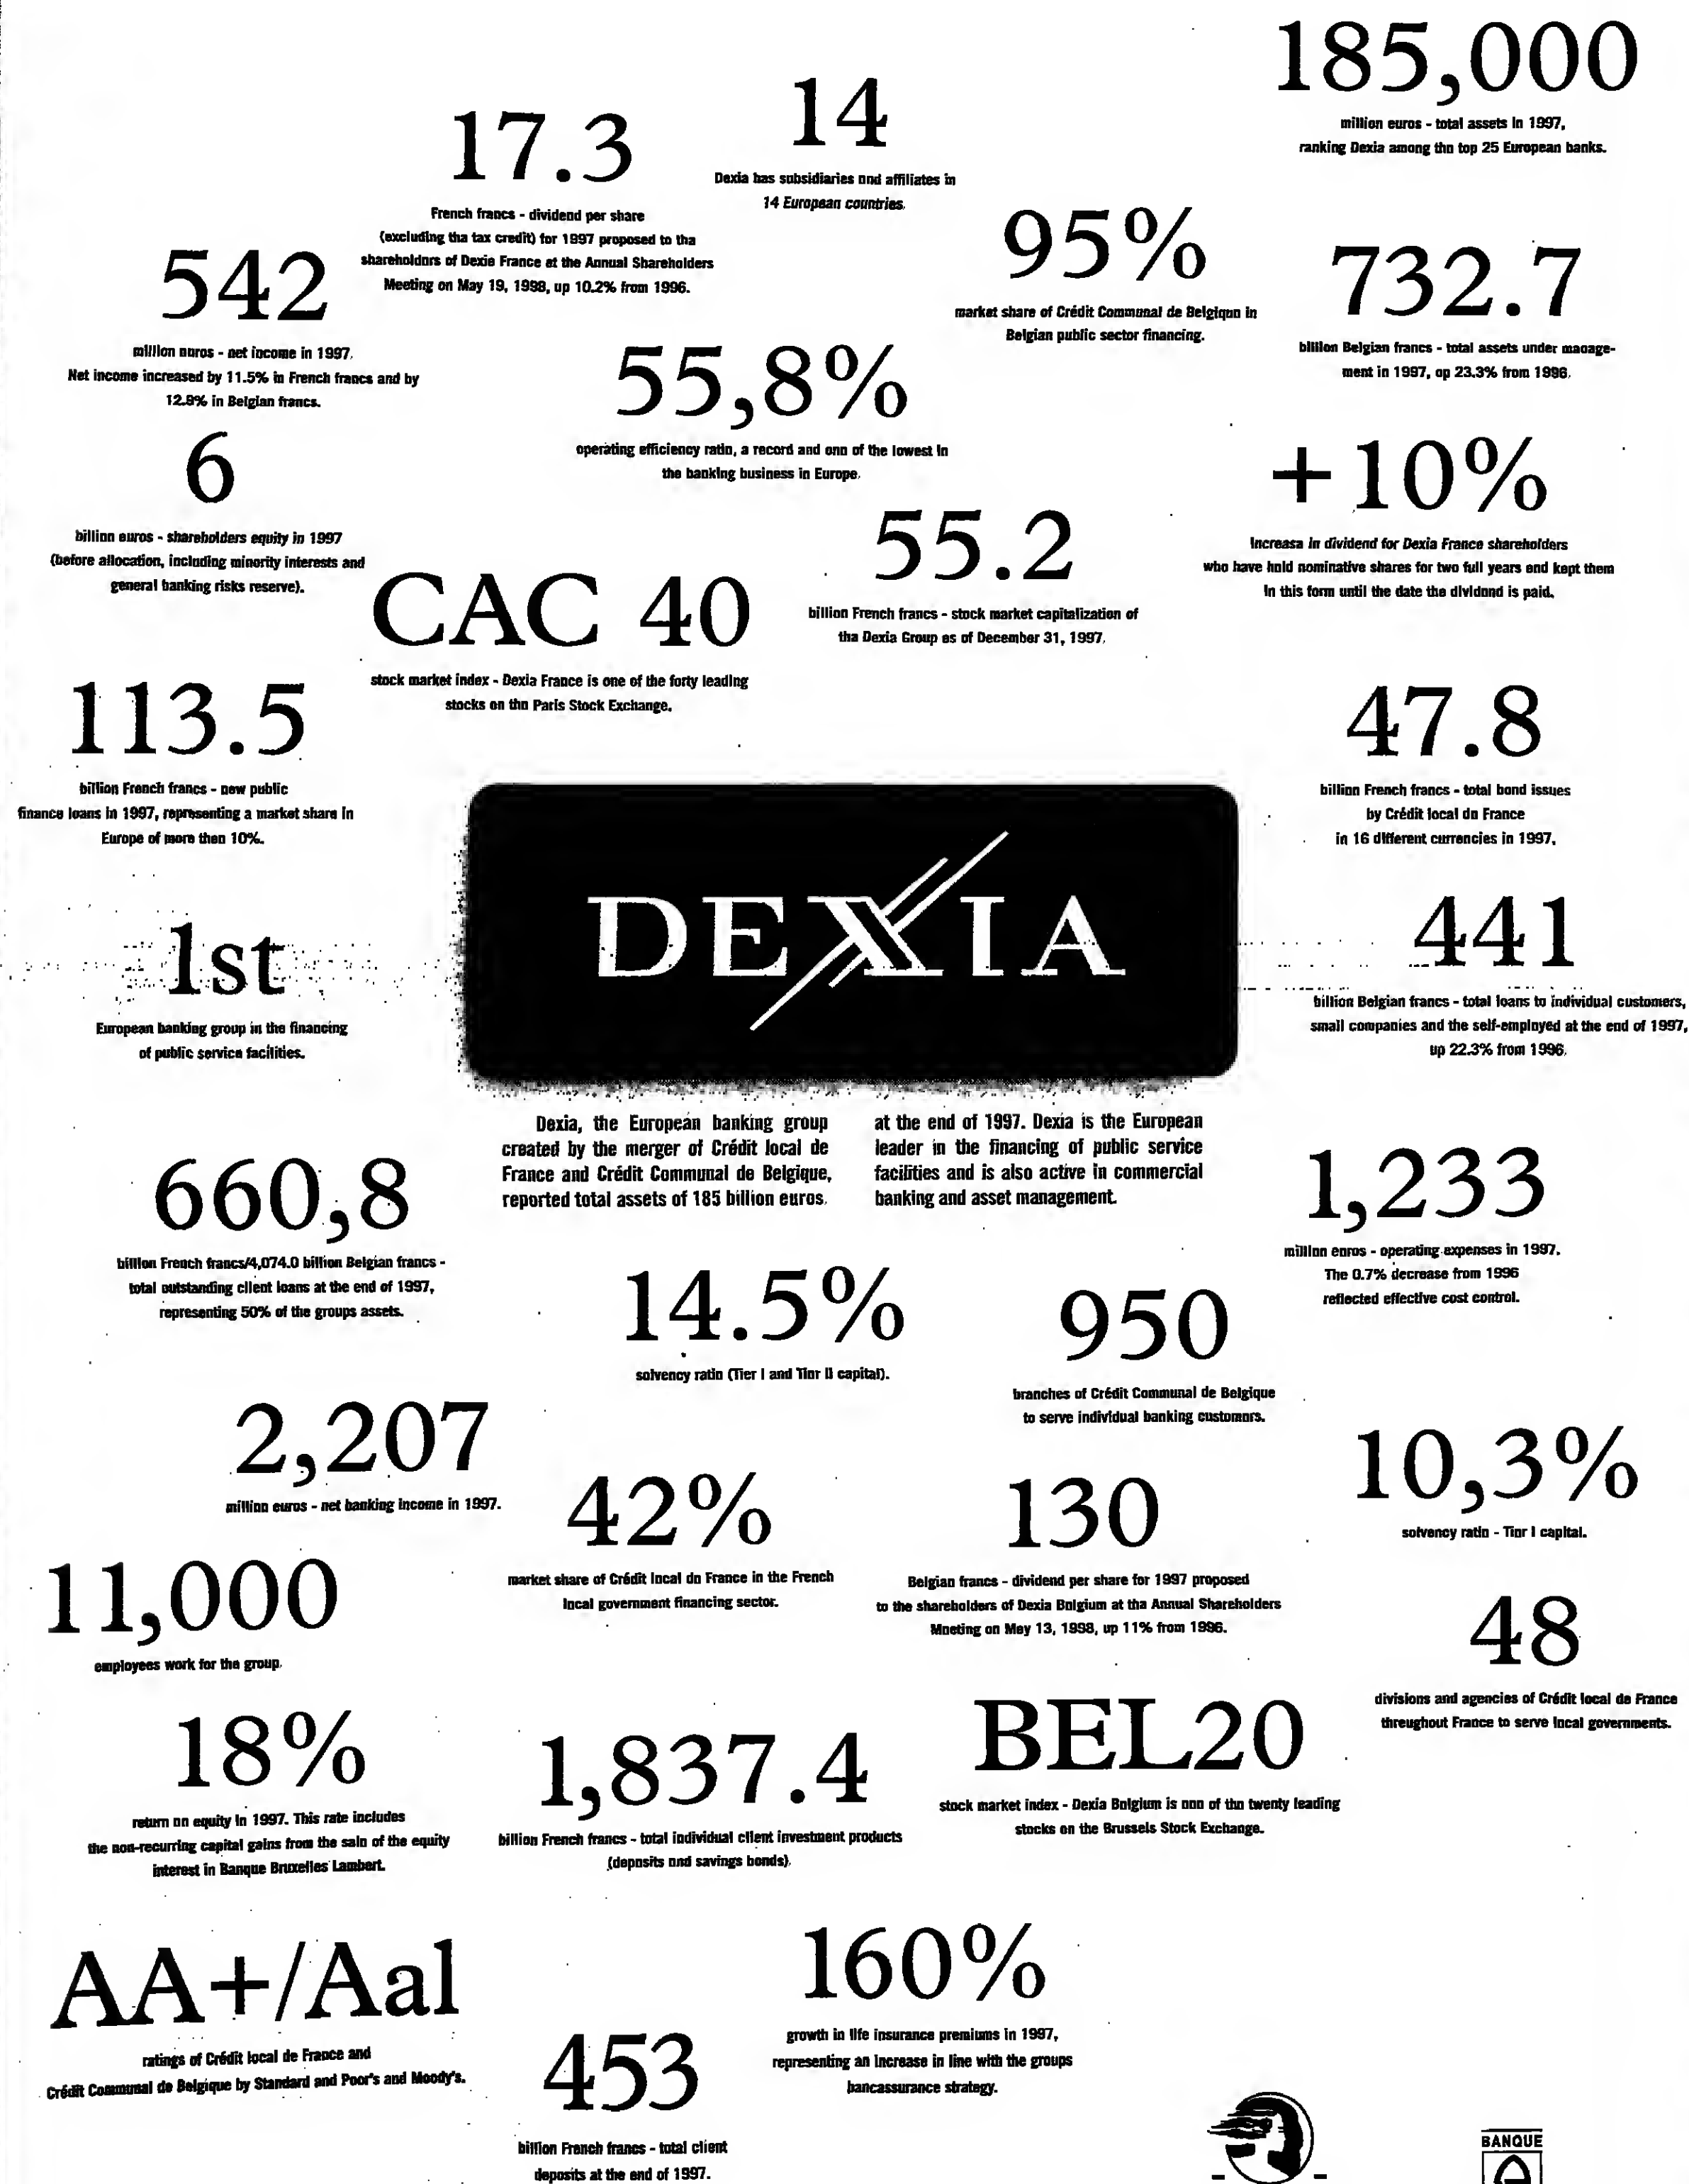 185,000
million euros - total assets in 1997,
ranking Dexia among the top 25 European banks.
14
Dexia has subsidiaries and affiliates in
14 European countries.
17.3
French francs - dividend per share
(excluding the tax credit) for 1997 proposed to the
shareholders of Dexia France at the Annual Shareholders
Meeting on May 19, 1998, up 10.2% from 1996.
95%
market share of Crédit Communal de Belgique in
Belgian public sector financing.
542
million euros - net income in 1997.
Net income increased by 11.5% in French francs and by
12.9% in Belgian francs.
732.7
billion Belgian francs - total assets under manage-
ment in 1997, up 23.3% from 1996.
55,8%
operating efficiency ratio, a record and one of the lowest in
the banking business in Europe.
6
billion euros - shareholders equity in 1997
(before allocation, including minority interests and
general banking risks reserve).
+10%
Increase in dividend for Dexia France shareholders
who have held nominative shares for two full years and kept them
in this form until the date the dividend is paid.
55.2
billion French francs - stock market capitalization of
the Dexia Group as of December 31, 1997.
CAC 40
stock market index - Dexia France is one of the forty leading
stocks on the Paris Stock Exchange.
113.5
billion French francs - new public
finance loans in 1997, representing a market share in
Europe of more than 10%.
47.8
billion French francs - total bond issues
by Crédit local de France
in 16 different currencies in 1997.
DEXIA
1st
European banking group in the financing
of public service facilities.
441
billion Belgian francs - total loans to individual customers,
small companies and the self-employed at the end of 1997,
up 22.3% from 1996.
Dexia, the European banking group
created by the merger of Crédit local de
France and Crédit Communal de Belgique,
reported total assets of 185 billion euros
at the end of 1997. Dexia is the European
leader in the financing of public service
facilities and is also active in commercial
banking and asset management.
660,8
billion French francs/4,074.0 billion Belgian francs -
total outstanding client loans at the end of 1997,
representing 50% of the groups assets.
1,233
million euros - operating expenses in 1997.
The 0.7% decrease from 1996
reflected effective cost control.
14.5%
solvency ratio (Tier I and Tier II capital).
950
branches of Crédit Communal de Belgique
to serve individual banking customers.
2,207
million euros - net banking income in 1997.
10,3%
solvency ratio - Tier I capital.
42%
market share of Crédit local de France in the French
local government financing sector.
130
Belgian francs - dividend per share for 1997 proposed
to the shareholders of Dexia Belgium at the Annual Shareholders
Meeting on May 13, 1998, up 11% from 1996.
11,000
employees work for the group.
48
divisions and agencies of Crédit local de France
throughout France to serve local governments.
18%
return on equity in 1997. This rate includes
the non-recurring capital gains from the sale of the equity
interest in Banque Bruxelles Lambert.
1,837.4
billion French francs - total individual client investment products
(deposits and savings bonds).
BEL20
stock market index - Dexia Belgium is one of the twenty leading
stocks on the Brussels Stock Exchange.
AA+/Aa1
ratings of Crédit local de France and
Crédit Communal de Belgique by Standard and Poor's and Moody's.
160%
growth in life insurance premiums in 1997,
representing an increase in line with the groups
bancassurance strategy.
453
billion French francs - total client
deposits at the end of 1997.
BANQUE